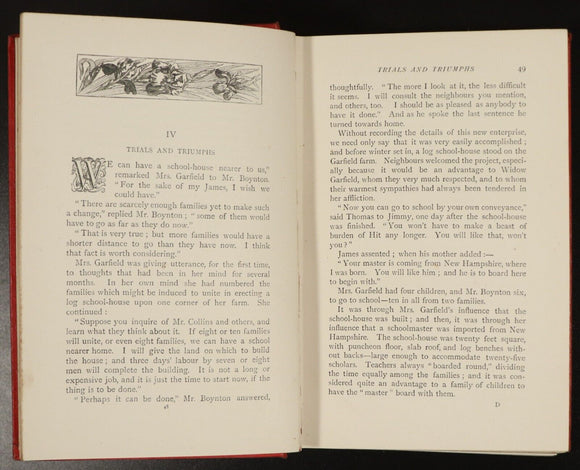 IV
TRIALS AND TRIUMPHS
WE can have a school-house nearer to us,"
remarked Mrs. Garfield to Mr. Boynton.
"For the sake of my James, I wish we
could have."
"There are scarcely enough families yet to make such
a change," replied Mr. Boynton; "some of them would
have to go as far as they do now."
"That is very true; but more families would have a
shorter distance to go than they have now. I think
that fact is worth considering."
Mrs. Garfield was giving utterance, for the first time,
to thoughts that had been in her mind for several
months. In her own mind she had numbered the
families which might be induced to unite in erecting a
log school-house upon one corner of her farm. She
continued:
"Suppose you inquire of Mr. Collins and others, and
learn what they think about it. If eight or ten families
will unite, or even eight families, we can have a school
nearer home. I will give the land on which to build
the house; and three days' labour by seven or eight
men will complete the building. It is not a long or
expensive job, and it is just the time to start now, if the
thing is to be done."
"Perhaps it can be done," Mr. Boynton answered,
48
TRIALS AND TRIUMPHS 49
thoughtfully. "The more I look at it, the less difficult
it seems. I will consult the neighbours you mention,
and others, too. I should be as pleased as anybody to
have it done." And as he spoke the last sentence he
turned towards home.
Without recording the details of this new enterprise,
we need only say that it was very easily accomplished;
and before winter set in, a log school-house stood on the
Garfield farm. Neighbours welcomed the project, especially
because it would be an advantage to Widow
Garfield, whom they very much respected, and to whom
their warmest sympathies had always been tendered in
her affliction.
"Now you can go to school by your own conveyance,"
said Thomas to Jimmy, one day after the school-house
was finished. "You won't have to make a beast of
burden of Hit any longer. You will like that, won't
you?"
James assented; when his mother added:—
"Your master is coming from New Hampshire, where
I was born. You will like him; and he is to board here
to begin with."
Mrs. Garfield had four children, and Mr. Boynton six,
to go to school—ten in all from two families.
It was through Mrs. Garfield's influence that the
school-house was built; and then, it was through her
influence that a schoolmaster was imported from New
Hampshire. The school-house was twenty feet square,
with puncheon floor, slab roof, and log benches without
backs—large enough to accommodate twenty-five
scholars. Teachers always "boarded round," dividing
the time equally among the families; and it was considered
quite an advantage to a family of children to
have the "master" board with them.
D